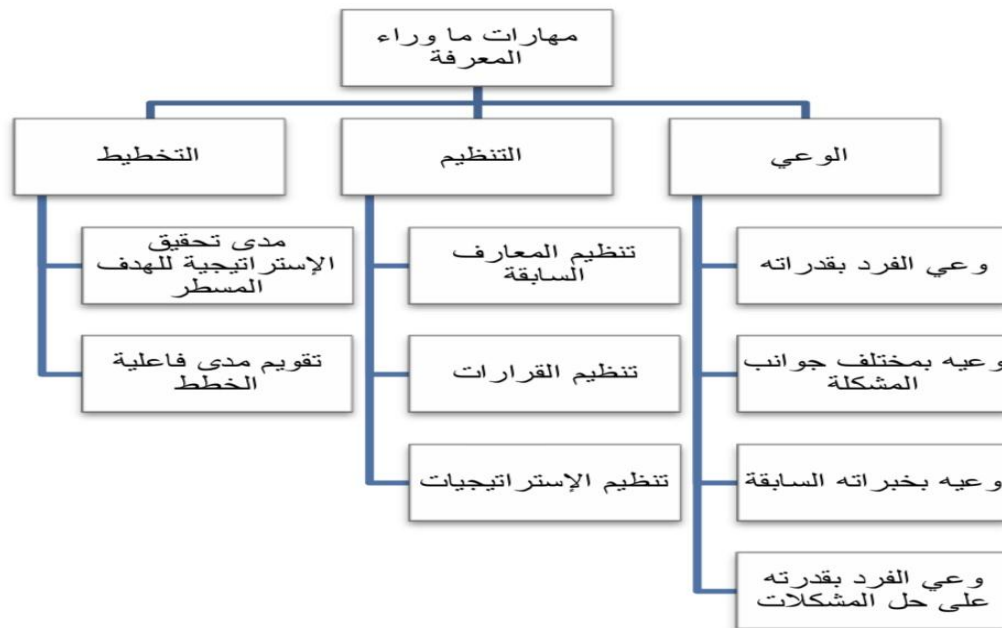 مهارات ما وراء
المعرفة
الوعي
وعي الفرد بقدراته
وعيه بمختلف جوانب
المشكلة
وعيه بخبراته السابقة
وعي الفرد بقدرته
على حل المشكلات
التنظيم
تنظيم المعارف
السابقة
تنظيم القرارات
تنظيم الإستراتيجيات
التخطيط
مدى تحقيق
الإستراتيجية للهدف
المسطر
تقويم مدى فاعلية
الخطط